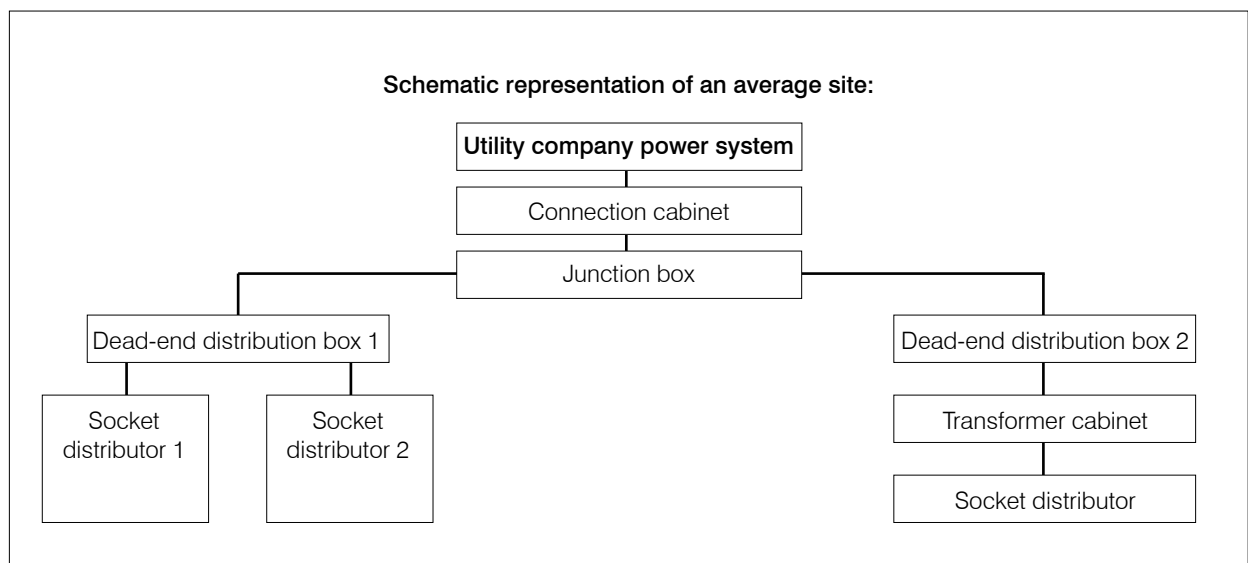 Schematic representation of an average site:
Utility company power system
Connection cabinet
Junction box
Dead-end distribution box 1
Dead-end distribution box 2
Socket
distributor 1
Socket
distributor 2
Transformer cabinet
Socket distributor